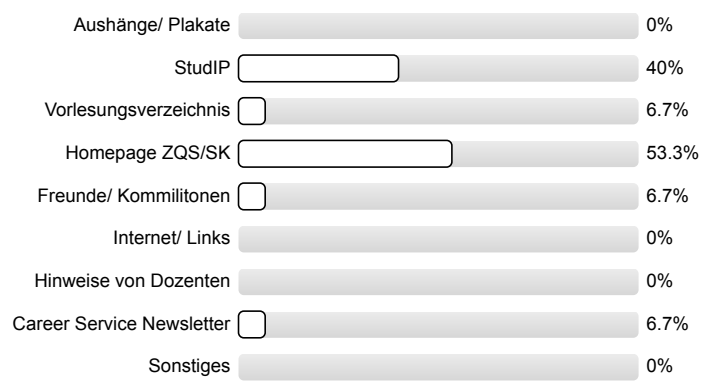 Aushänge/ Plakate 0%
StudIP 40%
Vorlesungsverzeichnis 6.7%
Homepage ZQS/SK 53.3%
Freunde/ Kommilitonen 6.7%
Internet/ Links 0%
Hinweise von Dozenten 0%
Career Service Newsletter 6.7%
Sonstiges 0%